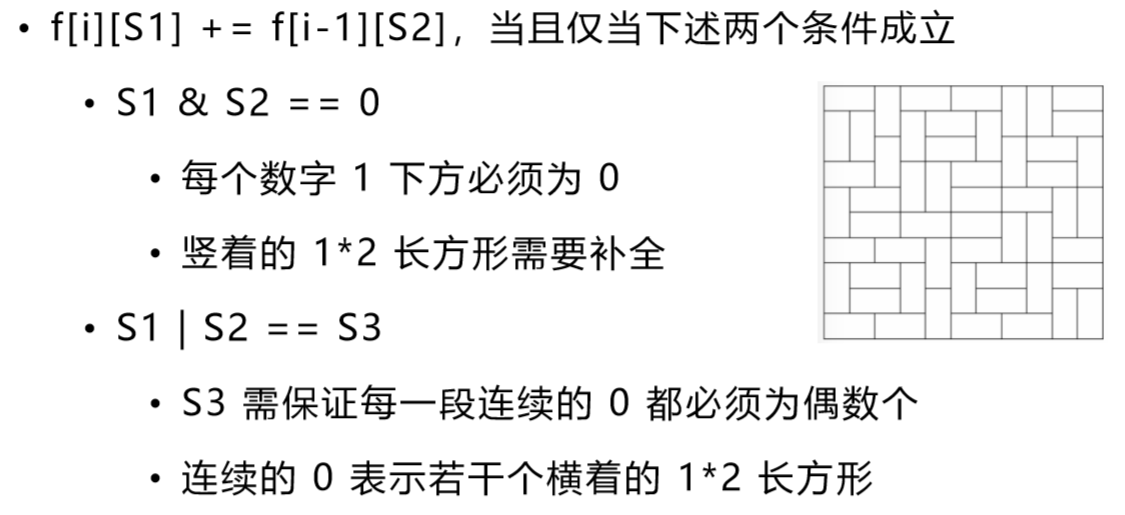 • f[i][S1] += f[i-1][S2]，当且仅当下述两个条件成立
• S1 & S2 == 0
• 每个数字 1 下方必须为 0
• 竖着的 1*2 长方形需要补全
• S1 | S2 == S3
• S3 需保证每一段连续的 0 都必须为偶数个
• 连续的 0 表示若干个横着的 1*2 长方形